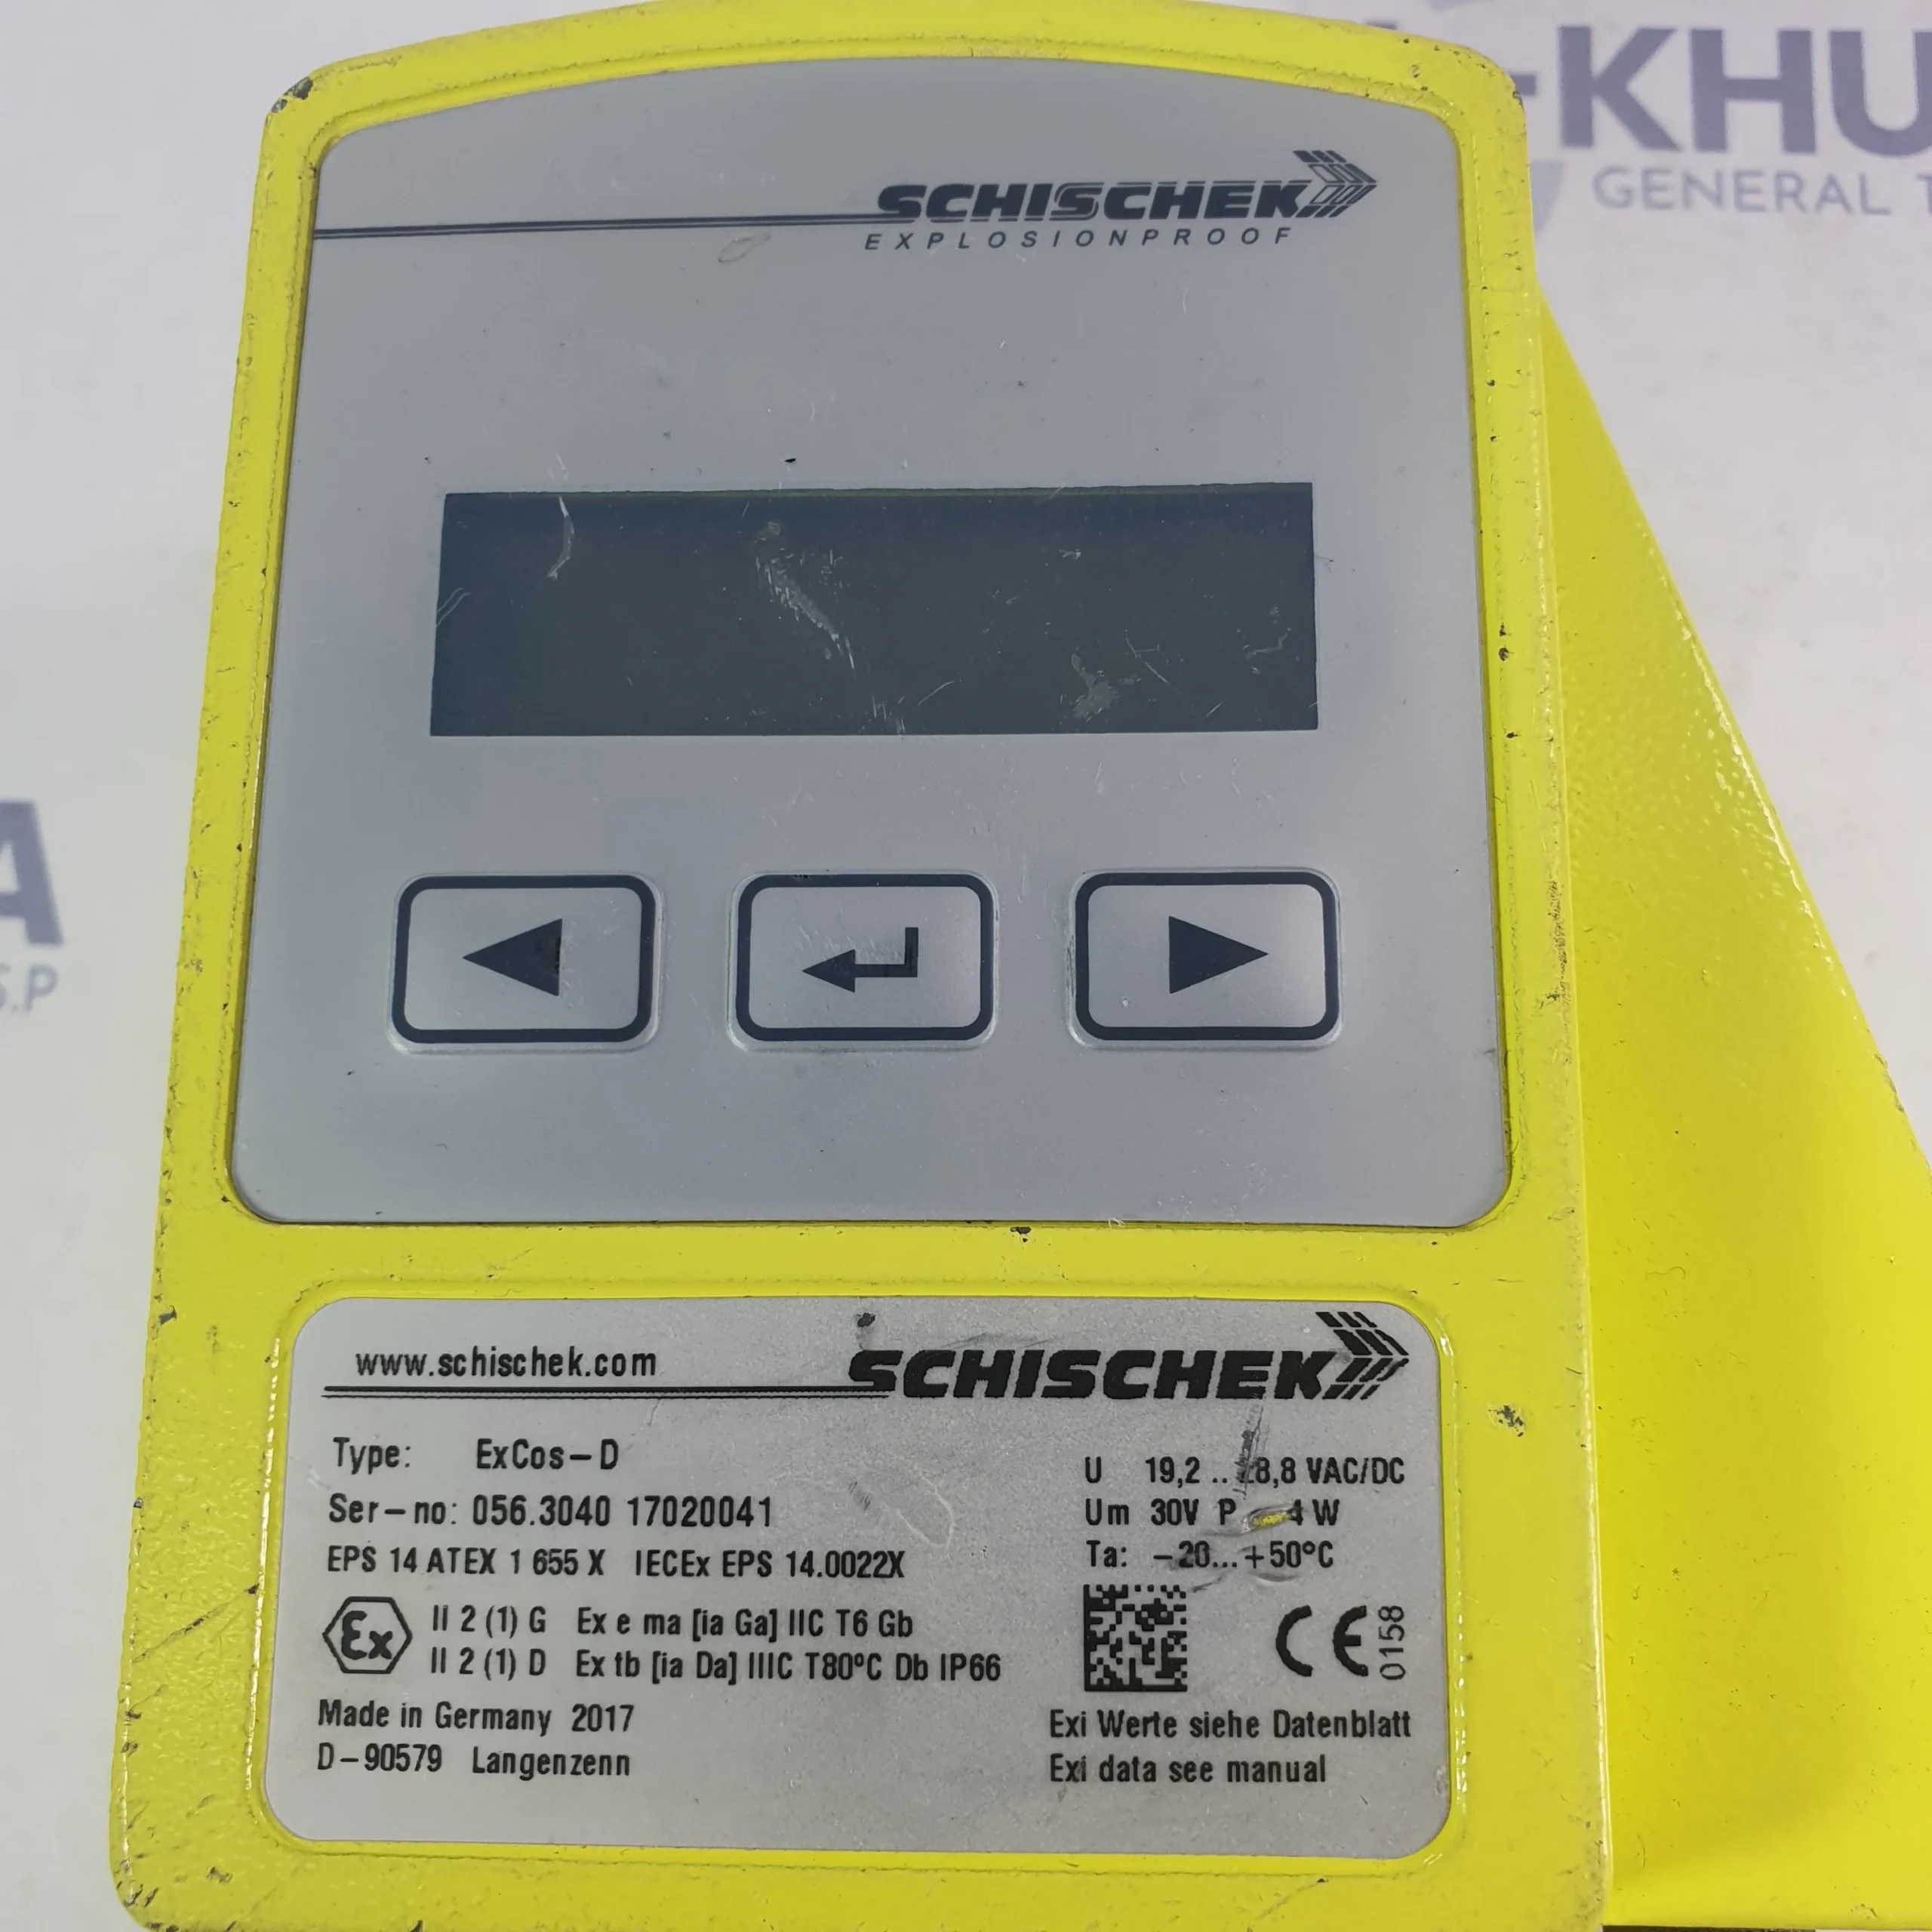 -KHU
GENERAL T
SCHISCHEK
EXPLOSIONPROOF
A
S.P
www.schischek.com
SCHISCHEK
Type: ExCos-D
Ser-no: 056.3040 17020041
EPS 14 ATEX 1 655 X IECEx EPS 14.0022X
Ex II 2 (1) G Ex e ma [ia Ga] IIC T6 Gb
II 2 (1) D Ex tb [ia Da] IIIC T80°C Db IP66
Made in Germany 2017
D-90579 Langenzenn
U 19,2 .. 8,8 VAC/DC
Um 30V P 4 W
Ta: -20...+50°C
CE 0158
Exi Werte siehe Datenblatt
Exi data see manual